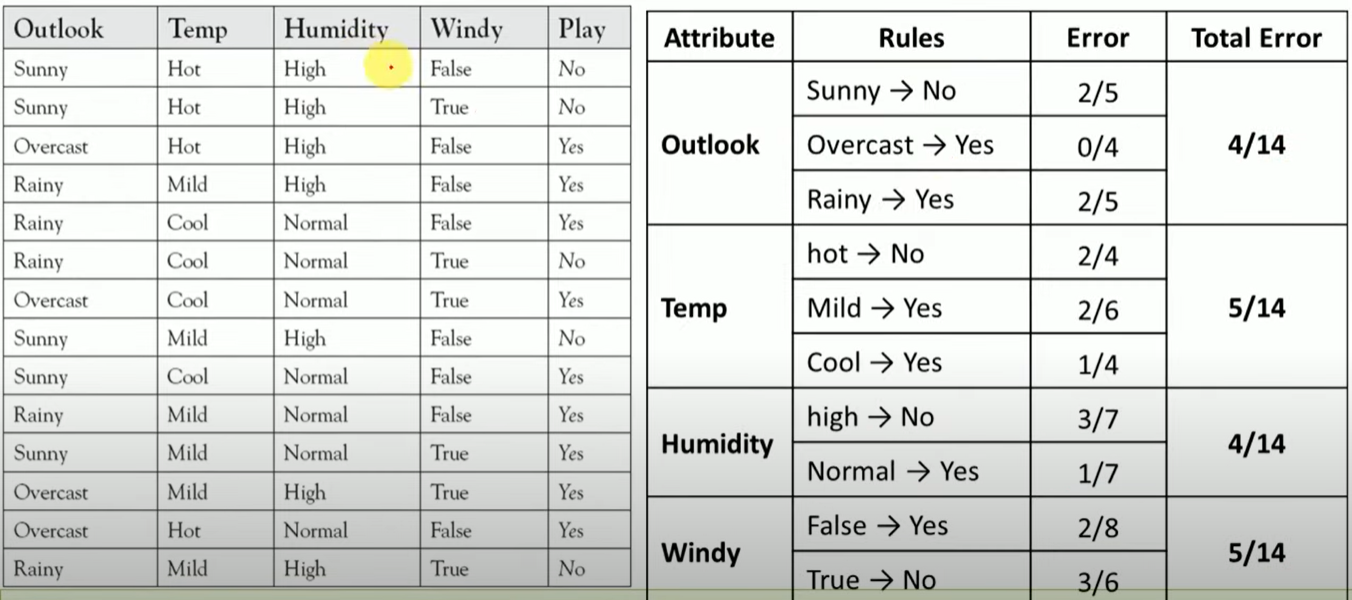 Outlook Temp Humidity Windy Play
Sunny Hot High False No
Sunny Hot High True No
Overcast Hot High False Yes
Rainy Mild High False Yes
Rainy Cool Normal False Yes
Rainy Cool Normal True No
Overcast Cool Normal True Yes
Sunny Mild High False No
Sunny Cool Normal False Yes
Rainy Mild Normal False Yes
Sunny Mild Normal True Yes
Overcast Mild High True Yes
Overcast Hot Normal False Yes
Rainy Mild High True No
Attribute Rules Error Total Error
Sunny → No 2/5
Outlook Overcast → Yes 0/4 4/14
Rainy → Yes 2/5
hot → No 2/4
Temp Mild → Yes 2/6 5/14
Cool → Yes 1/4
high → No 3/7
Humidity 4/14
Normal → Yes 1/7
False → Yes 2/8
Windy 5/14
True → No 3/6